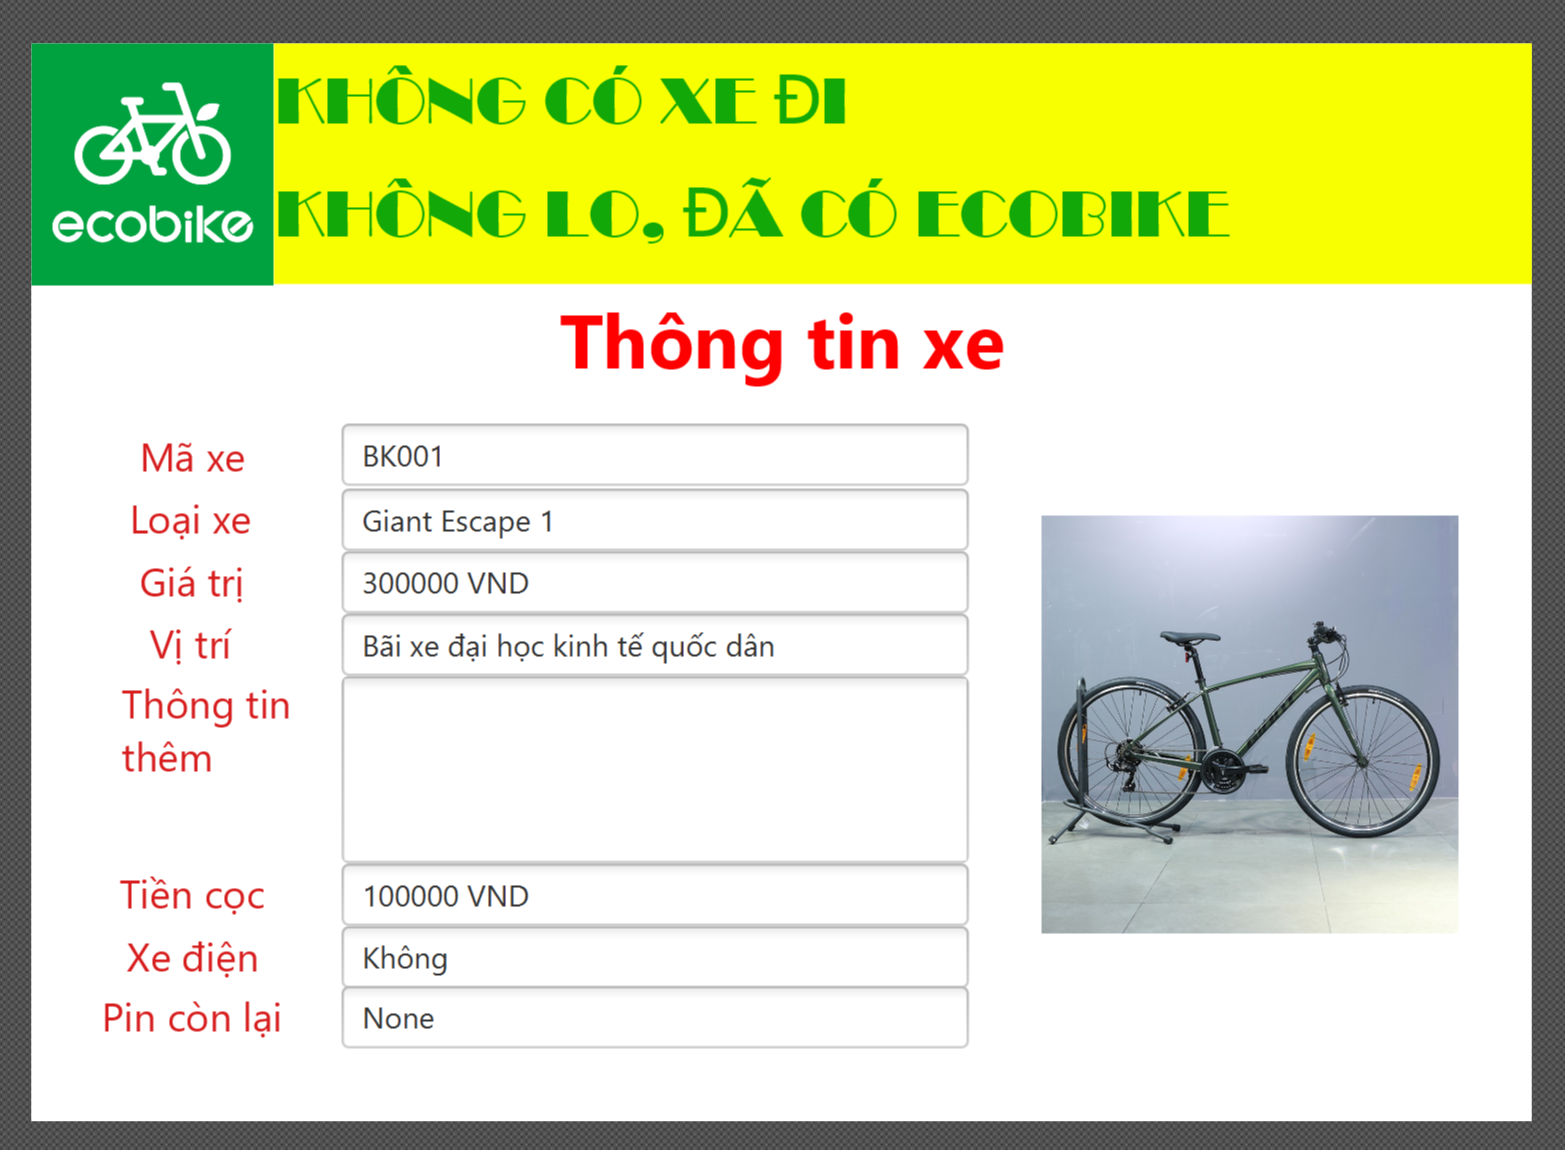 ecobike
KHÔNG CÓ XE ĐI
KHÔNG LO, ĐÃ CÓ ECOBIKE
Thông tin xe
Mã xe
BK001
Loại xe
Giant Escape 1
Giá trị
300000 VND
Vị trí
Bãi xe đại học kinh tế quốc dân
Thông tin
thêm
Tiền cọc
100000 VND
Xe điện
Không
Pin còn lại
None